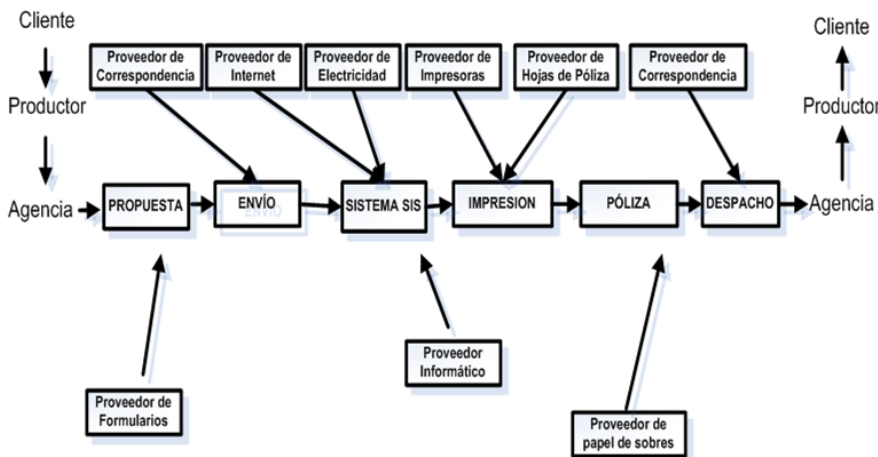 Cliente
Cliente
Proveedor de
Correspondencia
Proveedor de
Internet
Proveedor de
Electricidad
Proveedor de
Impresoras
Proveedor de
Hojas de Póliza
Proveedor de
Correspondencia
Productor
Productor
Agencia
PROPUESTA
ENVÍO
SISTEMA SIS
IMPRESION
PÓLIZA
DESPACHO
Agencia
Proveedor
Informático
Proveedor de
Formularios
Proveedor de
papel de sobres